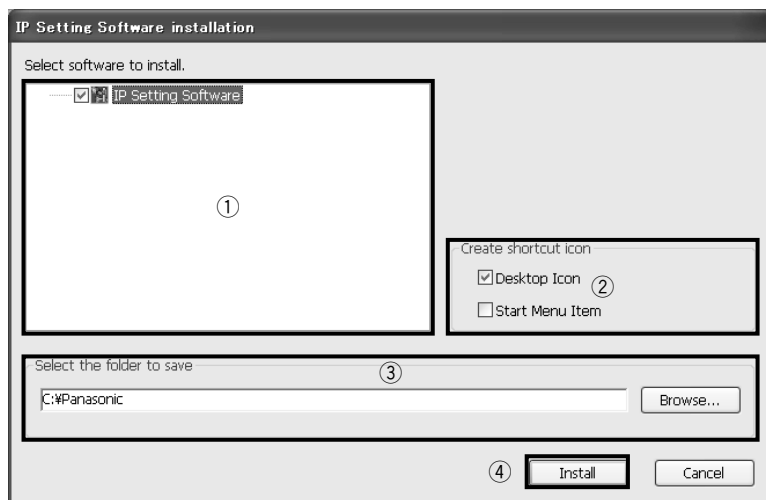 IP Setting Software installation
Select software to install.
IP Setting Software
①
Create shortcut icon
Desktop Icon
②
Start Menu Item
Select the folder to save
③
C:¥Panasonic
Browse...
④
Install
Cancel